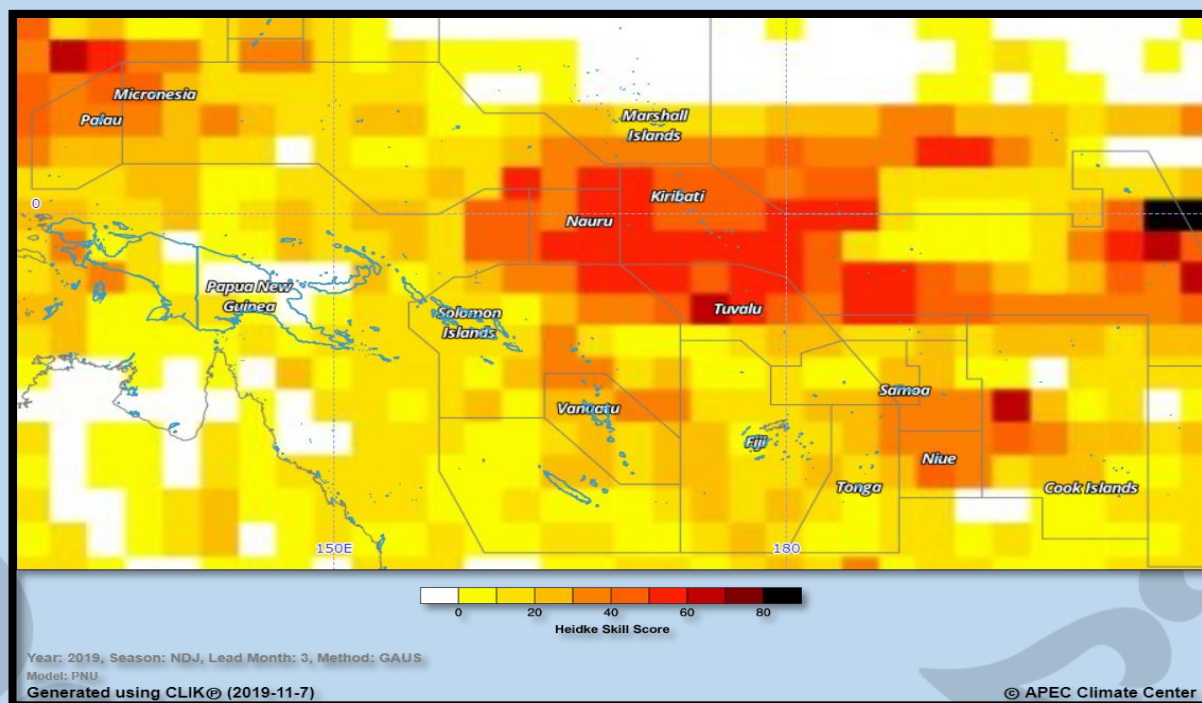 Micronesia
Palau
Marshall
Islands
Kiribati
0
Nauru
Papua New
Guinea
Solomon
Islands
Tuvalu
Samoa
Vanuatu
Fiji
Niue
Tonga
Cook Islands
150E
180
0 20 40 60 80
Heidke Skill Score
Year: 2019, Season: NDJ, Lead Month: 3, Method: GAUS
Model: PNU
Generated using CLIK℗ (2019-11-7)
© APEC Climate Center